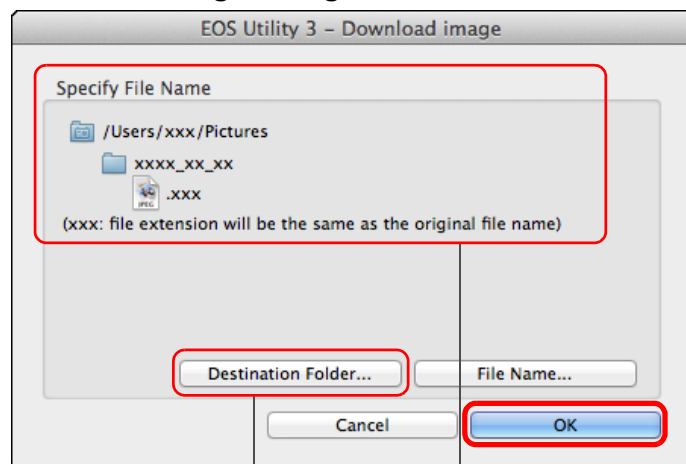 EOS Utility 3 – Download image
Specify File Name
/Users/xxx/Pictures
xxxx_xx_xx
JPEG
.xxx
(xxx: file extension will be the same as the original file name)
Destination Folder...
File Name...
Cancel
OK